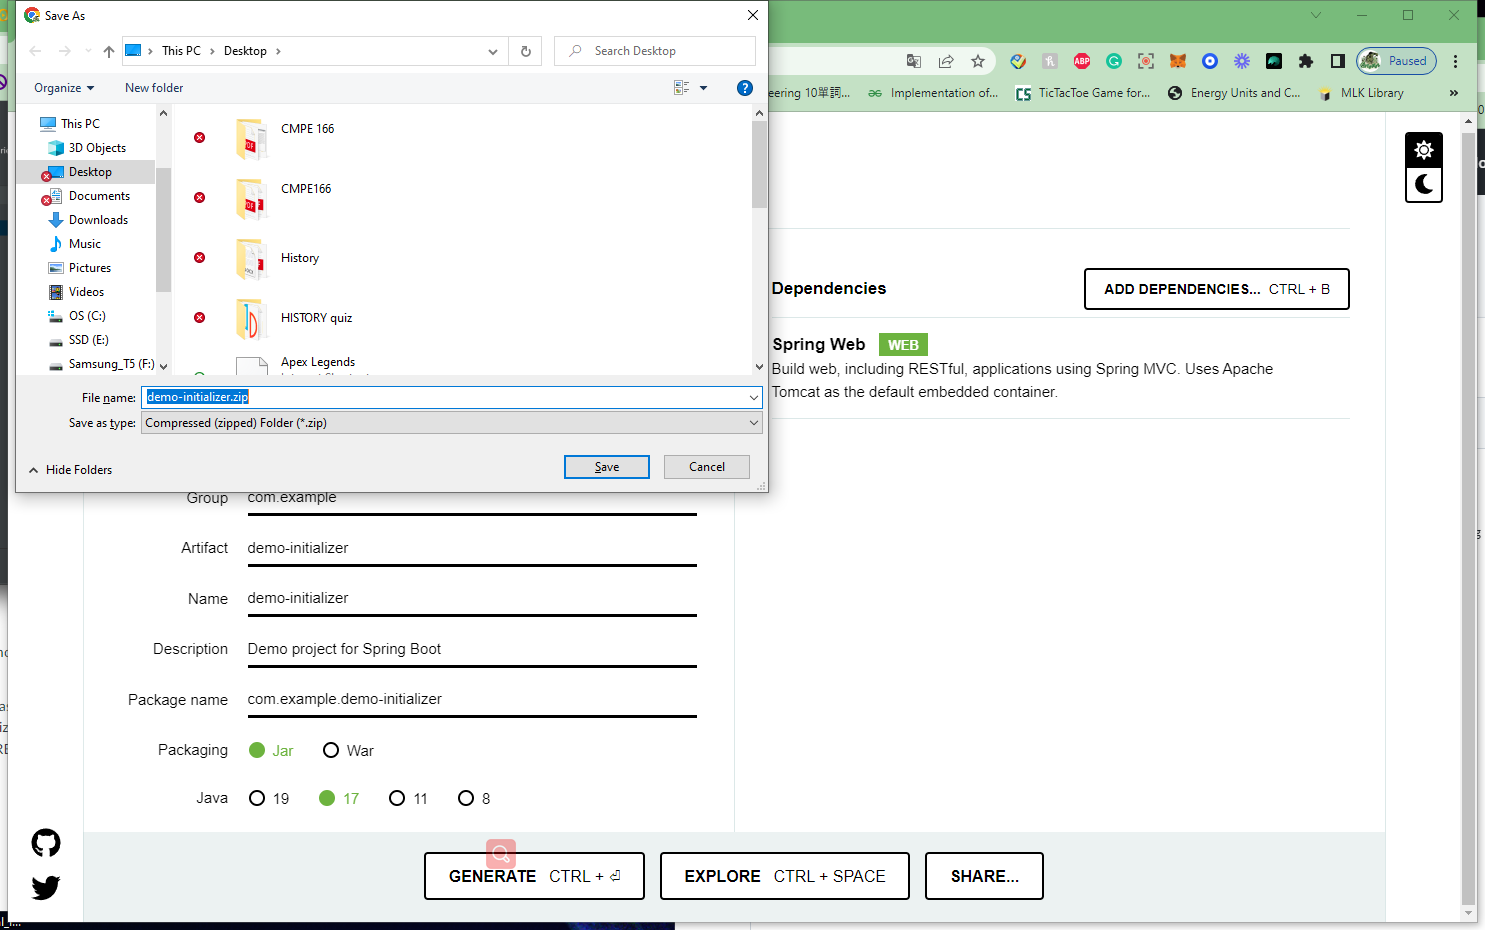 Save As
This PC
Desktop
Search Desktop
Organize
New folder
This PC
3D Objects
Desktop
Documents
Downloads
Music
Pictures
Videos
OS (C:)
SSD (E:)
Samsung_T5 (F:)
CMPE 166
CMPE166
History
HISTORY quiz
Apex Legends
File name: demo-initializer.zip
Save as type: Compressed (zipped) Folder (*.zip)
Hide Folders
Save
Cancel
ABP
Paused
eering 10單詞...
Implementation of...
CS
TicTacToe Game for...
Energy Units and C...
MLK Library
»
Dependencies
ADD DEPENDENCIES... CTRL + B
Spring Web WEB
Build web, including RESTful, applications using Spring MVC. Uses Apache
Tomcat as the default embedded container.
Group com.example
Artifact demo-initializer
Name demo-initializer
Description Demo project for Spring Boot
Package name com.example.demo-initializer
Packaging Jar War
Java 19 17 11 8
GENERATE CTRL + ⏎
EXPLORE CTRL + SPACE
SHARE...